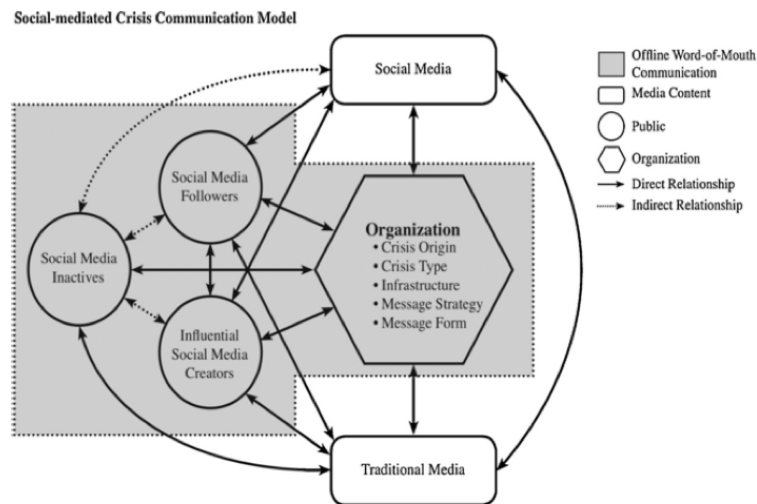 Social-mediated Crisis Communication Model
Social Media
Offline Word-of-Mouth
Communication
Media Content
Public
Organization
Direct Relationship
Indirect Relationship
Social Media
Followers
Social Media
Inactives
Influential
Social Media
Creators
Organization
• Crisis Origin
• Crisis Type
• Infrastructure
• Message Strategy
• Message Form
Traditional Media